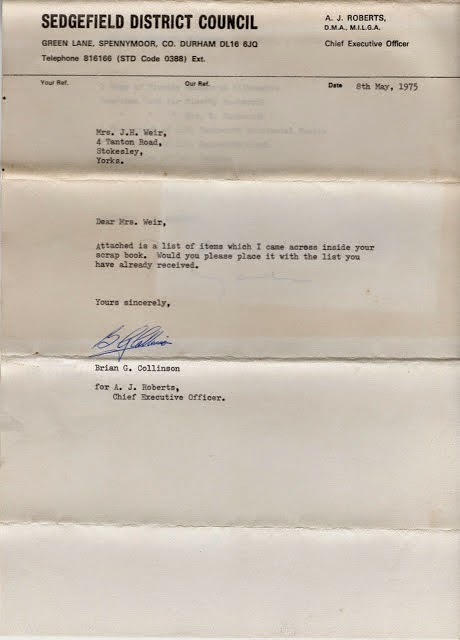 SEDGEFIELD DISTRICT COUNCIL
GREEN LANE, SPENNYMOOR, CO. DURHAM DL16 6JQ
Telephone 816166 (STD Code 0388) Ext.
A. J. ROBERTS,
D.M.A., M.I.L.G.A.
Chief Executive Officer
Your Ref. Our Ref. Date 8th May, 1975
Mrs. J.H. Weir,
4 Tanton Road,
Stokesley,
Yorks.
Dear Mrs. Weir,
Attached is a list of items which I came across inside your
scrap book. Would you please place it with the list you
have already received.
Yours sincerely,
B G Collinson
Brian G. Collinson
for A. J. Roberts,
Chief Executive Officer.